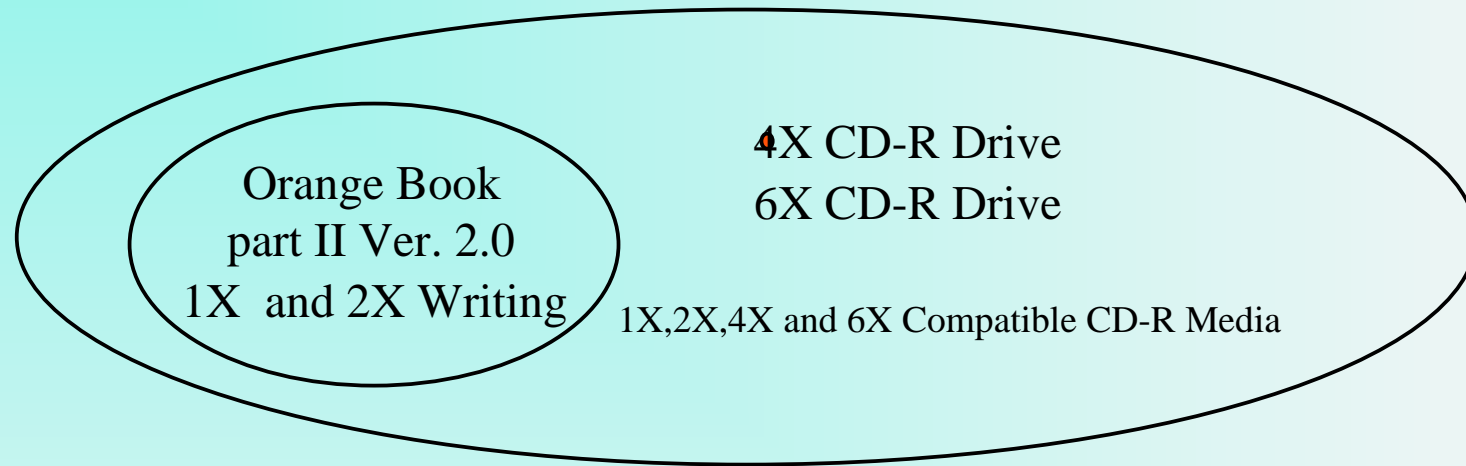 Orange Book
part II Ver. 2.0
1X and 2X Writing
4X CD-R Drive
6X CD-R Drive
1X,2X,4X and 6X Compatible CD-R Media